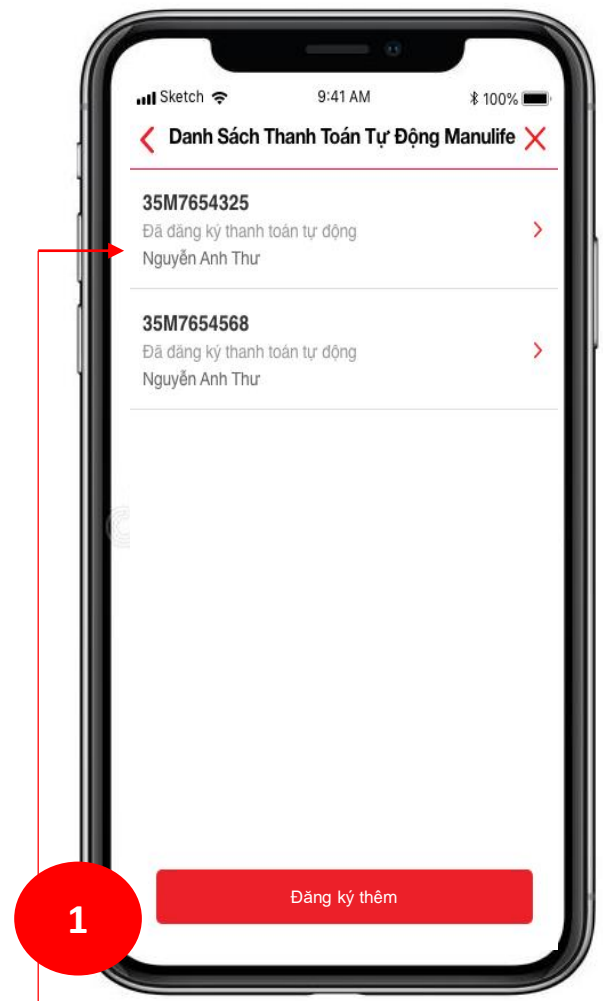 Sketch 9:41 AM 100%
Danh Sách Thanh Toán Tự Động Manulife
35M7654325
Đã đăng ký thanh toán tự động
Nguyễn Anh Thư
35M7654568
Đã đăng ký thanh toán tự động
Nguyễn Anh Thư
Đăng ký thêm
1